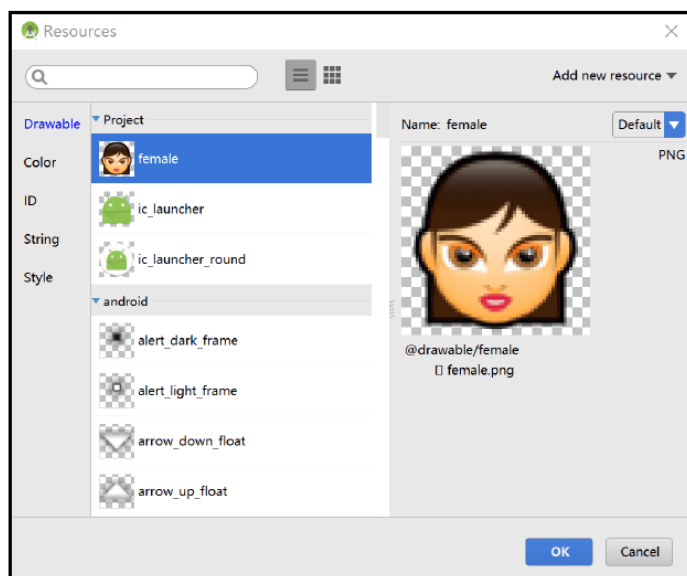 Resources
Add new resource
Drawable
Color
ID
String
Style
Project
female
ic_launcher
ic_launcher_round
android
alert_dark_frame
alert_light_frame
arrow_down_float
arrow_up_float
Name: female
Default
PNG
@drawable/female
[] female.png
OK
Cancel